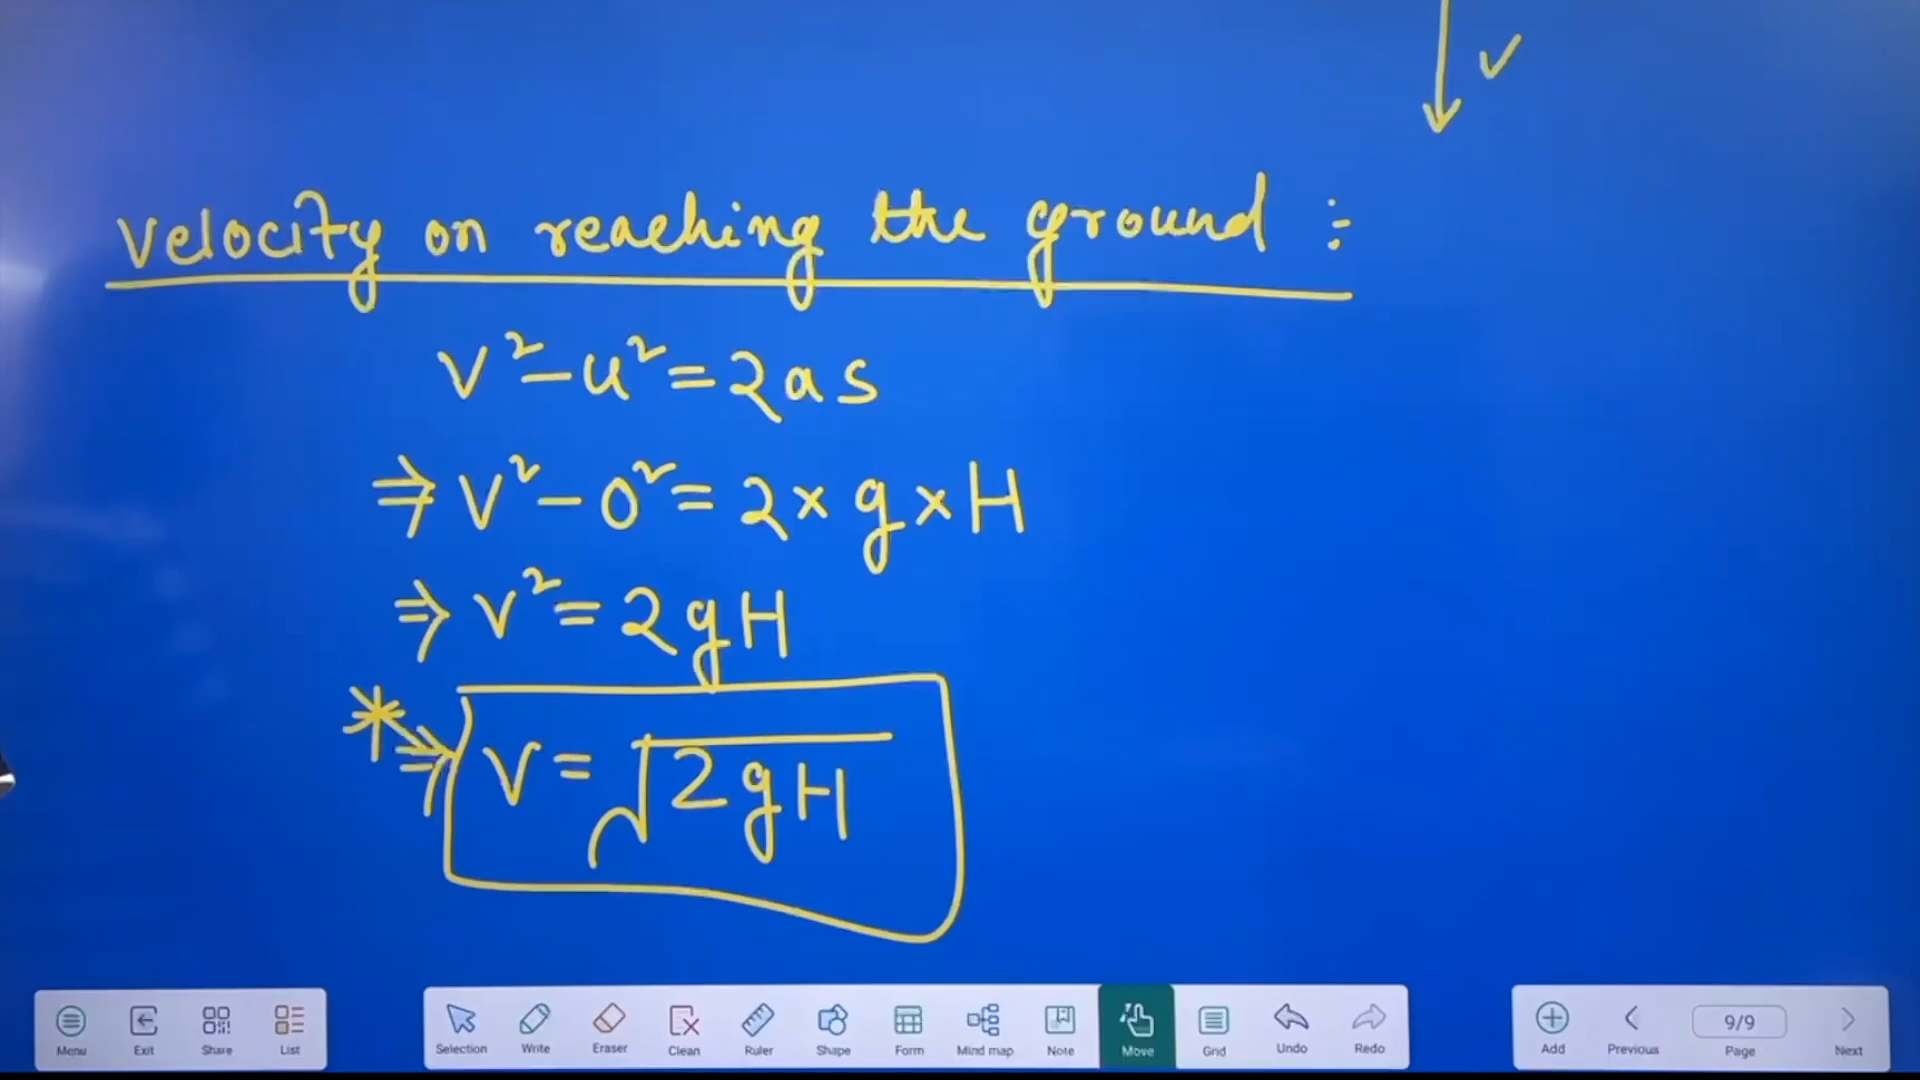 v
Velocity on reaching the ground :
v²-u²=2as
⇒ v²-0²= 2×g×H
⇒ v²= 2gH
* ⇒ v=√2gH
Menu Exit Share List
Selection Write Eraser Clean Ruler Shape Form Mind map Note Move Grid Undo Redo
Add Previous 9/9 Page Next